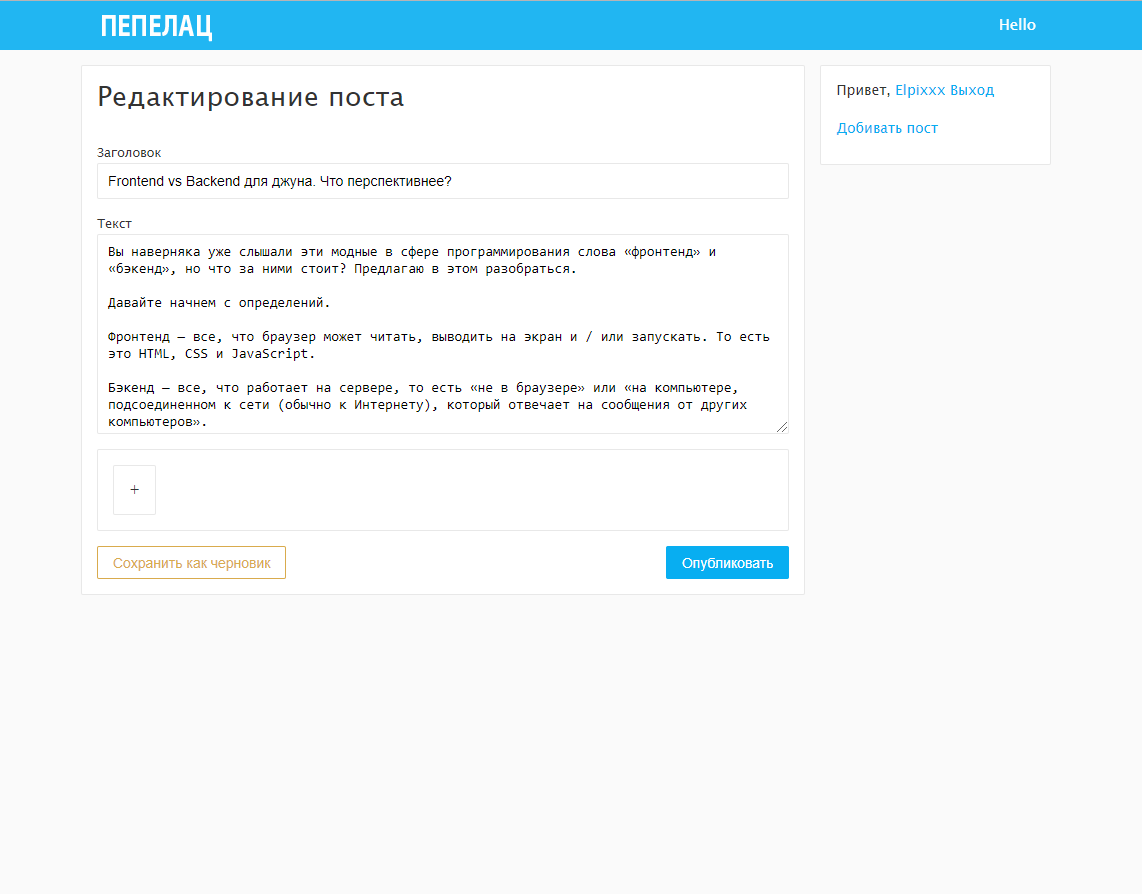 ПЕПЕЛАЦ
Hello
Редактирование поста
Заголовок
Frontend vs Backend для джуна. Что перспективнее?
Текст
Вы наверняка уже слышали эти модные в сфере программирования слова «фронтенд» и
«бэкенд», но что за ними стоит? Предлагаю в этом разобраться.
Давайте начнем с определений.
Фронтенд — все, что браузер может читать, выводить на экран и / или запускать. То есть
это HTML, CSS и JavaScript.
Бэкенд — все, что работает на сервере, то есть «не в браузере» или «на компьютере,
подсоединенном к сети (обычно к Интернету), который отвечает на сообщения от других
компьютеров».
+
Сохранить как черновик
Опубликовать
Привет, Elpixxx Выход
Добивать пост